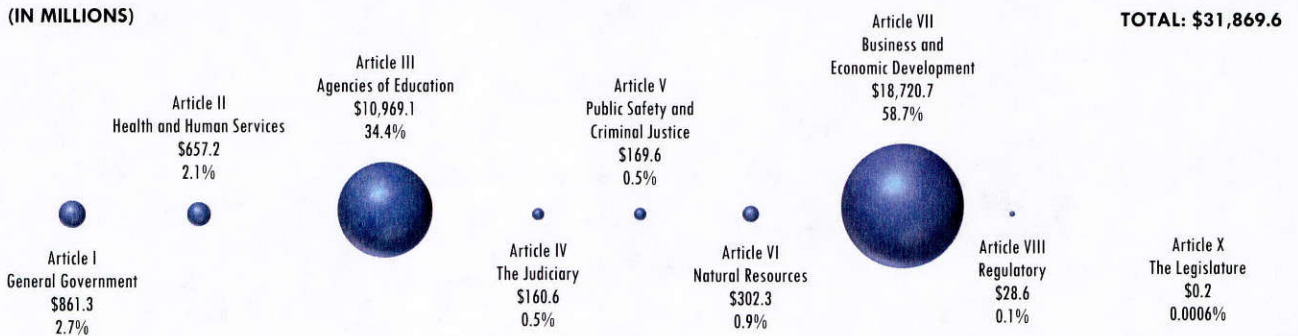 (IN MILLIONS)
TOTAL: $31,869.6
Article I
General Government
$861.3
2.7%
Article II
Health and Human Services
$657.2
2.1%
Article III
Agencies of Education
$10,969.1
34.4%
Article IV
The Judiciary
$160.6
0.5%
Article V
Public Safety and
Criminal Justice
$169.6
0.5%
Article VI
Natural Resources
$302.3
0.9%
Article VII
Business and
Economic Development
$18,720.7
58.7%
Article VIII
Regulatory
$28.6
0.1%
Article X
The Legislature
$0.2
0.0006%